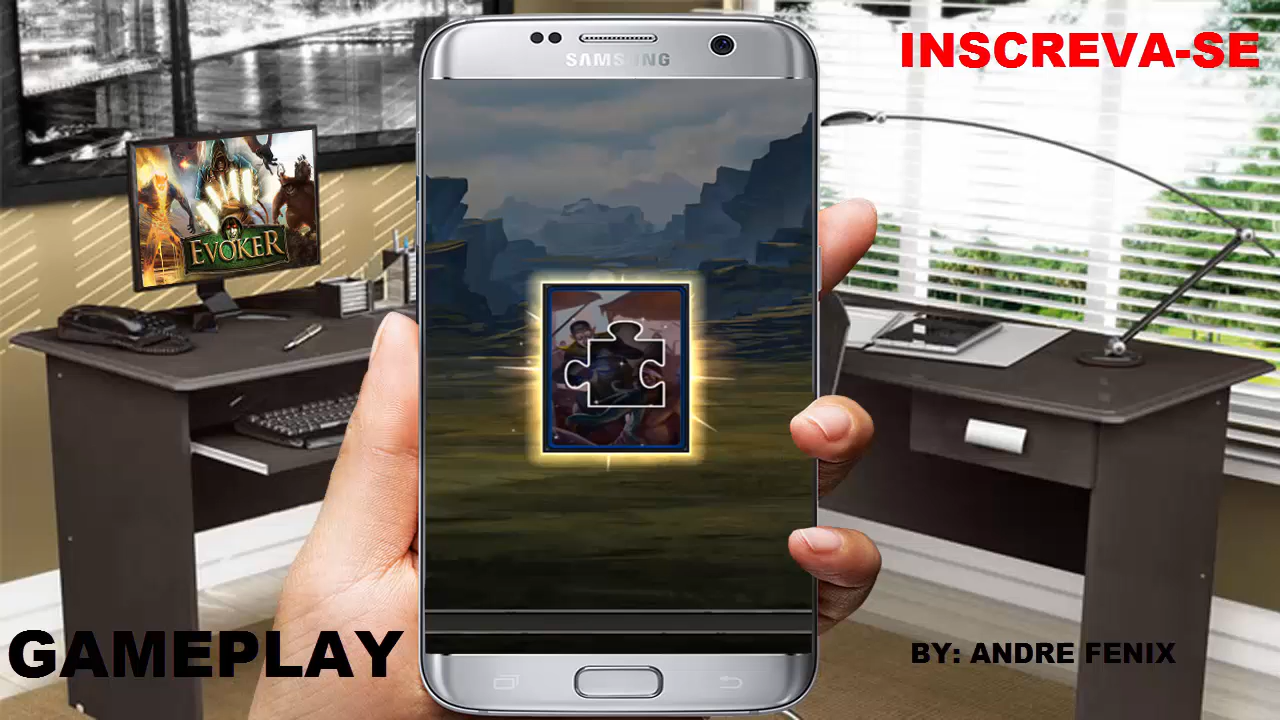 INSCREVA-SE
SAMSUNG
EVOKER
GAMEPLAY
BY: ANDRE FENIX